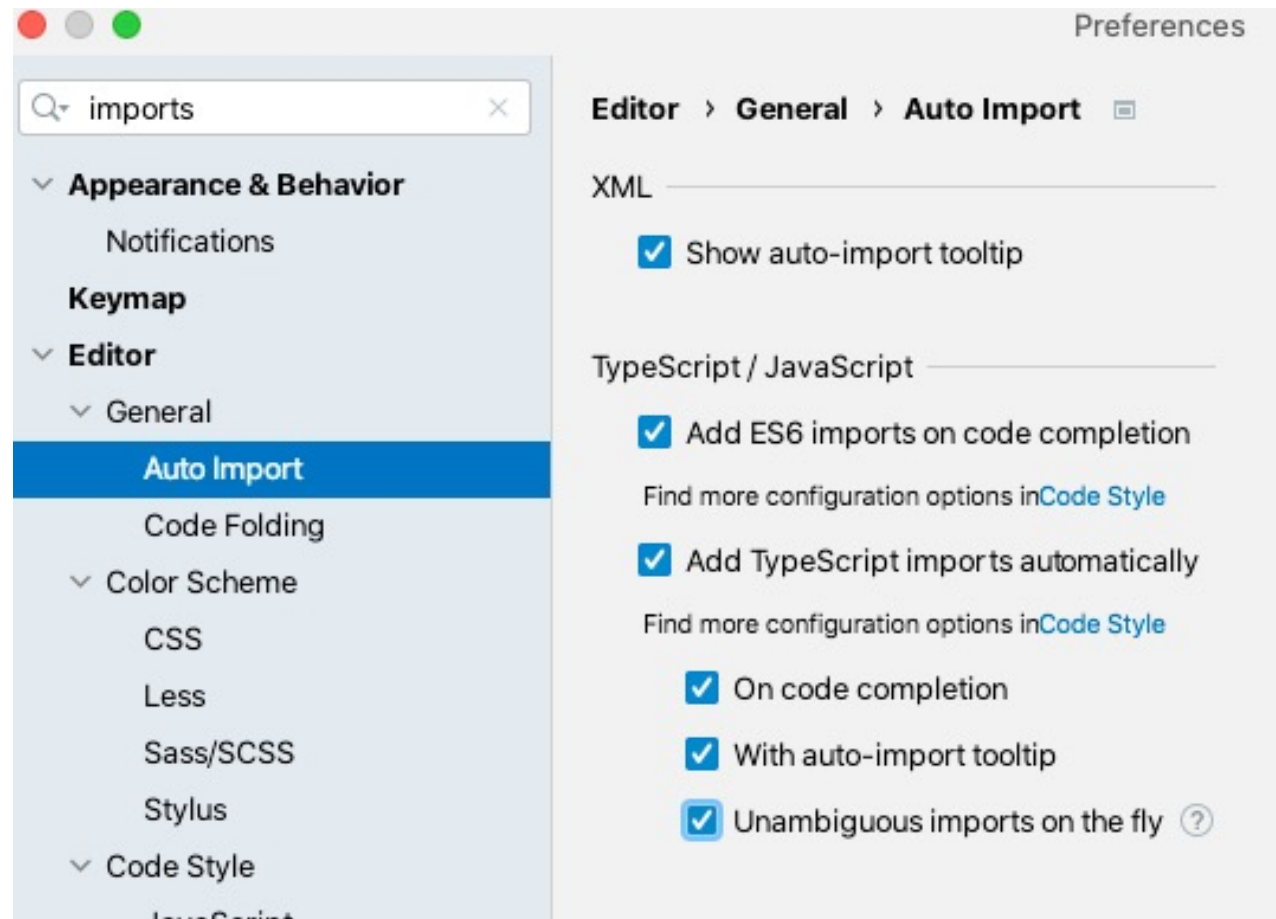 Preferences
imports
Appearance & Behavior
Notifications
Keymap
Editor
General
Auto Import
Code Folding
Color Scheme
CSS
Less
Sass/SCSS
Stylus
Code Style
JavaScript
Editor › General › Auto Import
XML
Show auto-import tooltip
TypeScript / JavaScript
Add ES6 imports on code completion
Find more configuration options inCode Style
Add TypeScript imports automatically
Find more configuration options inCode Style
On code completion
With auto-import tooltip
Unambiguous imports on the fly ?